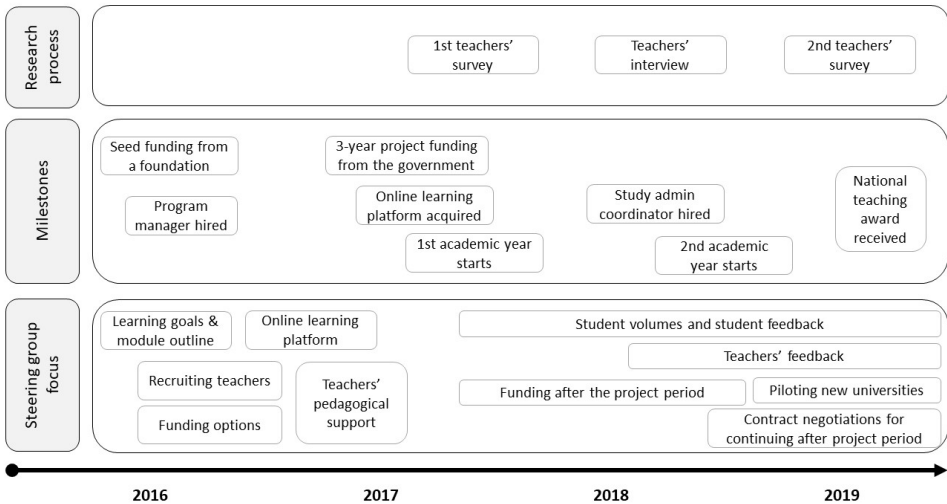 Research
process
1st teachers'
survey
Teachers'
interview
2nd teachers'
survey
Milestones
Seed funding from
a foundation
Program
manager hired
3-year project funding
from the government
Online learning
platform acquired
1st academic year
starts
Study admin
coordinator hired
2nd academic
year starts
National
teaching
award
received
Steering group
focus
Learning goals &
module outline
Online learning
platform
Recruiting teachers
Funding options
Teachers'
pedagogical
support
Student volumes and student feedback
Teachers' feedback
Funding after the project period
Piloting new universities
Contract negotiations for
continuing after project period
2016
2017
2018
2019